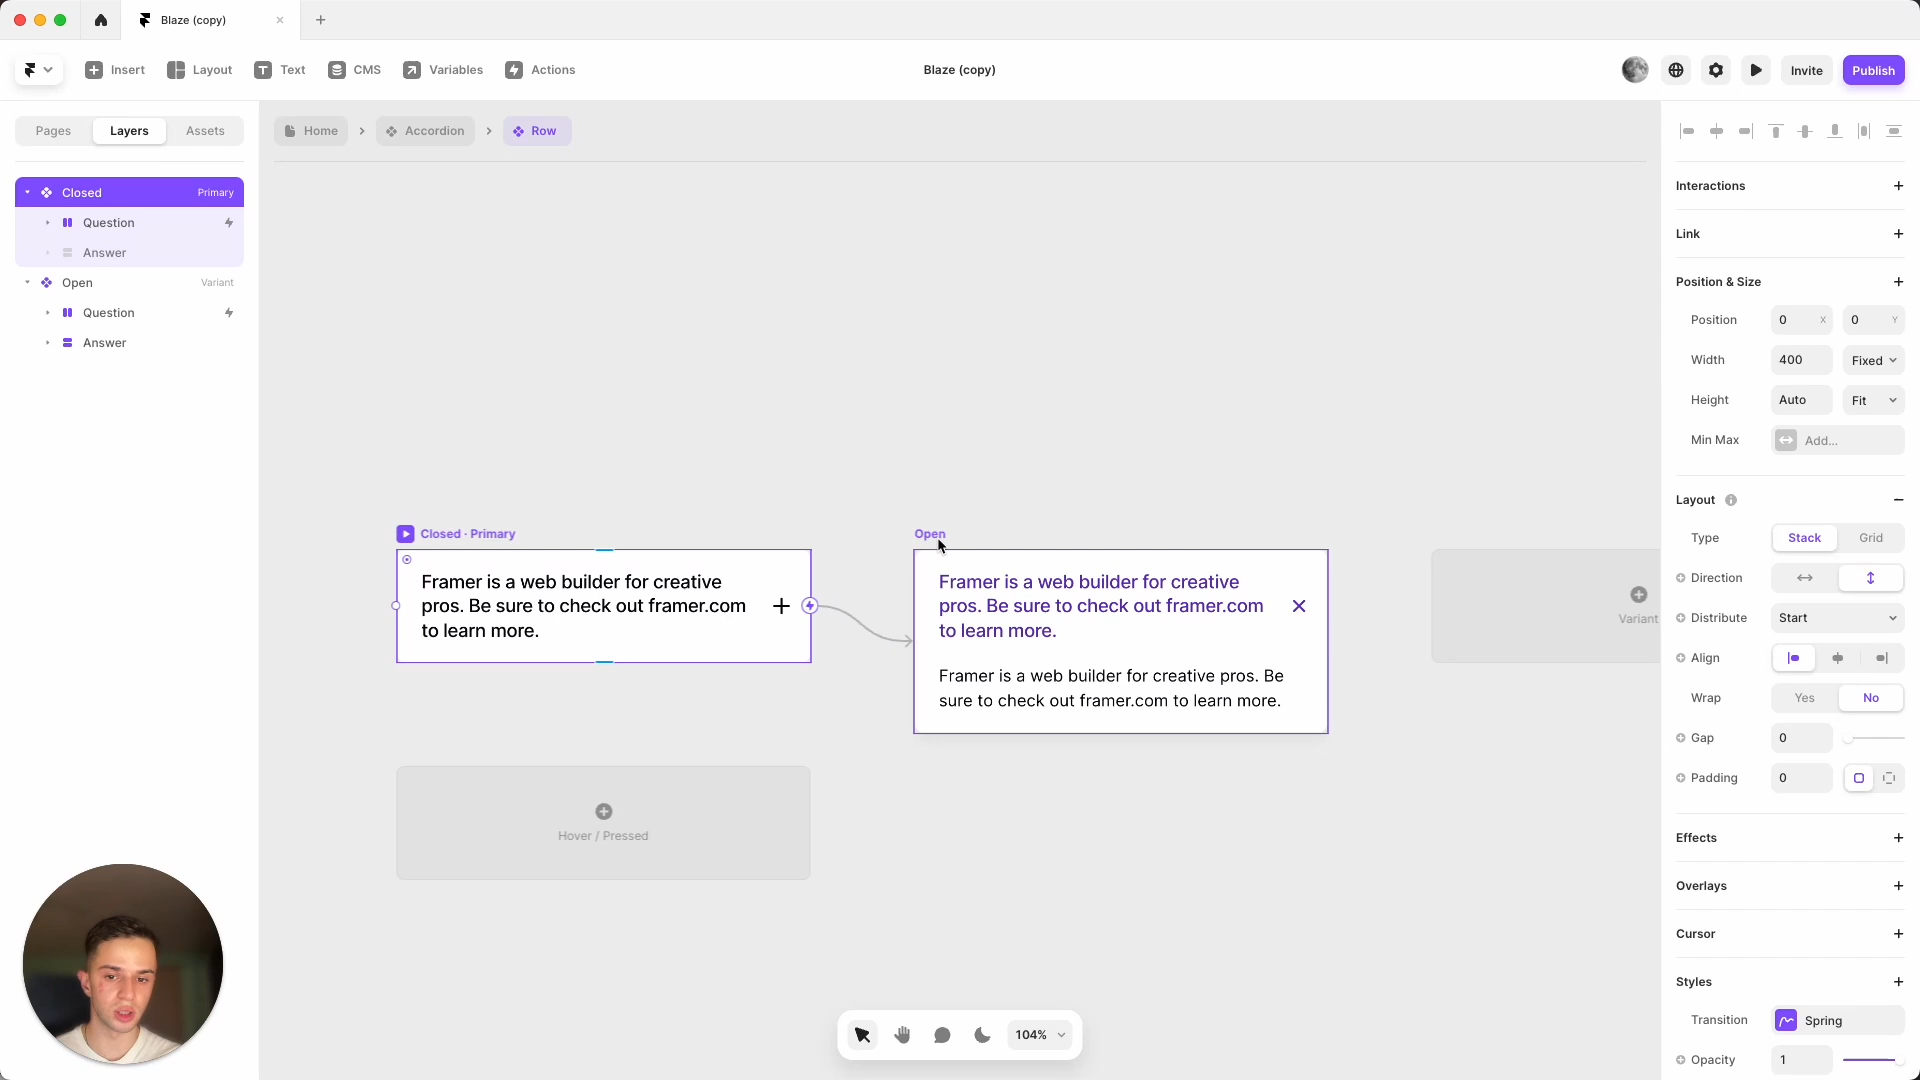 Blaze (copy)
Insert
Layout
Text
CMS
Variables
Actions
Blaze (copy)
Invite
Publish
Pages
Layers
Assets
Home
Accordion
Row
Closed
Primary
Question
Answer
Open
Variant
Question
Answer
Closed · Primary
Framer is a web builder for creative
pros. Be sure to check out framer.com
to learn more.
Open
Framer is a web builder for creative
pros. Be sure to check out framer.com
to learn more.
Framer is a web builder for creative pros. Be
sure to check out framer.com to learn more.
Variant
Hover / Pressed
104%
Interactions
Link
Position & Size
Position 0 X 0 Y
Width 400 Fixed
Height Auto Fit
Min Max Add...
Layout
Type Stack Grid
Direction
Distribute Start
Align
Wrap Yes No
Gap 0
Padding 0
Effects
Overlays
Cursor
Styles
Transition Spring
Opacity 1